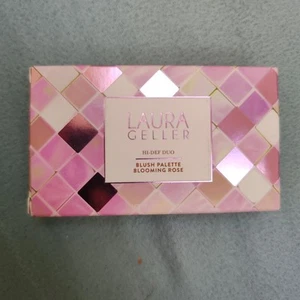 LAURA
GELLER
HI-DEF DUO
BLUSH PALETTE
BLOOMING ROSE